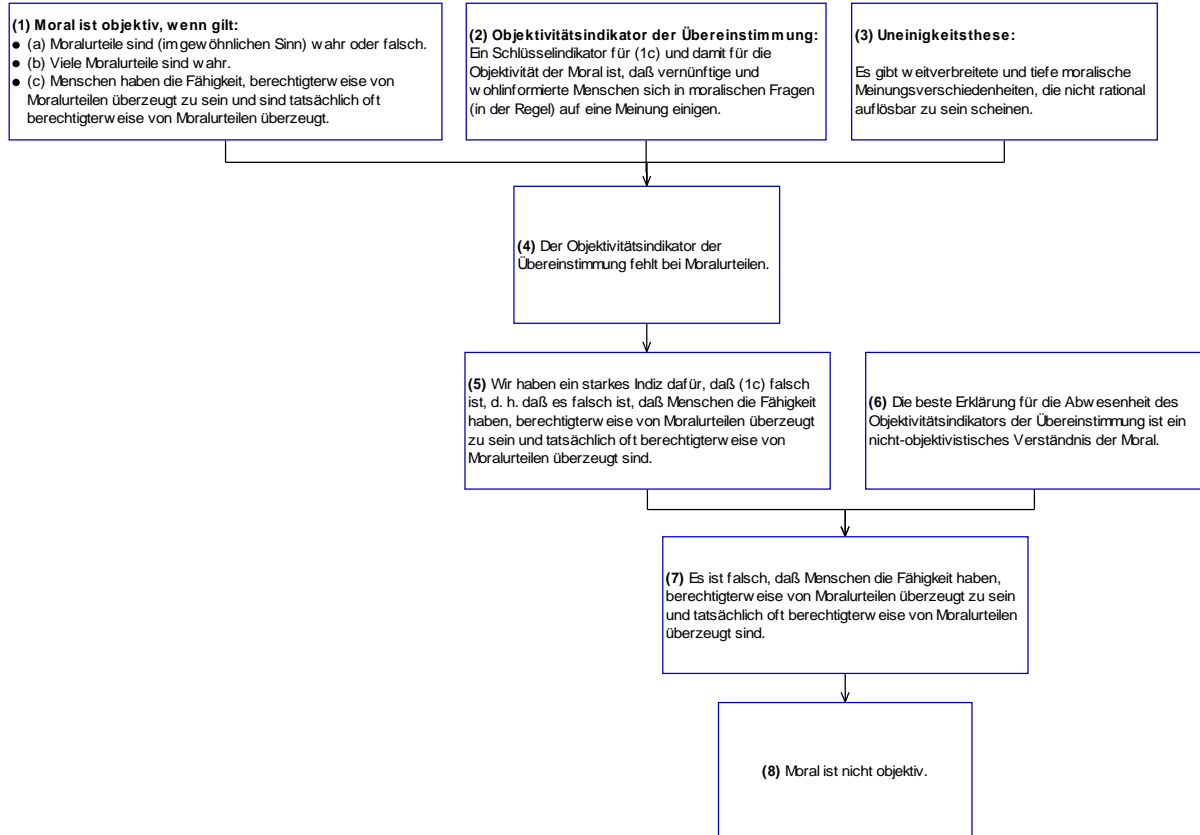 (1) Moral ist objektiv, wenn gilt:
● (a) Moralurteile sind (im gewöhnlichen Sinn) wahr oder falsch.
● (b) Viele Moralurteile sind wahr.
● (c) Menschen haben die Fähigkeit, berechtigterweise von
Moralurteilen überzeugt zu sein und sind tatsächlich oft
berechtigterweise von Moralurteilen überzeugt.
(2) Objektivitätsindikator der Übereinstimmung:
Ein Schlüsselindikator für (1c) und damit für die
Objektivität der Moral ist, daß vernünftige und
wohlinformierte Menschen sich in moralischen Fragen
(in der Regel) auf eine Meinung einigen.
(3) Uneinigkeitsthese:
Es gibt weitverbreitete und tiefe moralische
Meinungsverschiedenheiten, die nicht rational
auflösbar zu sein scheinen.
(4) Der Objektivitätsindikator der
Übereinstimmung fehlt bei Moralurteilen.
(5) Wir haben ein starkes Indiz dafür, daß (1c) falsch
ist, d. h. daß es falsch ist, daß Menschen die Fähigkeit
haben, berechtigterweise von Moralurteilen überzeugt
zu sein und tatsächlich oft berechtigterweise von
Moralurteilen überzeugt sind.
(6) Die beste Erklärung für die Abwesenheit des
Objektivitätsindikators der Übereinstimmung ist ein
nicht-objektivistisches Verständnis der Moral.
(7) Es ist falsch, daß Menschen die Fähigkeit haben,
berechtigterweise von Moralurteilen überzeugt zu sein
und tatsächlich oft berechtigterweise von Moralurteilen
überzeugt sind.
(8) Moral ist nicht objektiv.